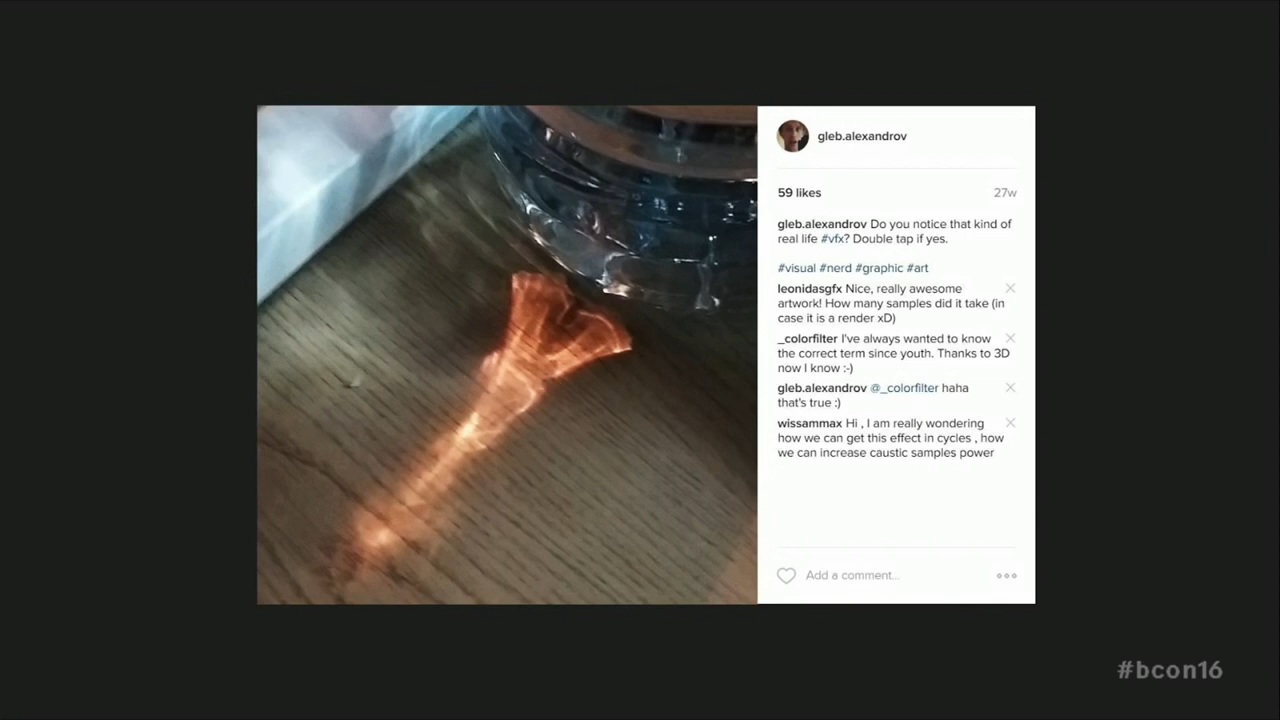 gleb.alexandrov
59 likes 27w
gleb.alexandrov Do you notice that kind of
real life #vfx? Double tap if yes.
#visual #nerd #graphic #art
leonidasgfx Nice, really awesome
artwork! How many samples did it take (in
case it is a render xD)
_colorfilter I've always wanted to know
the correct term since youth. Thanks to 3D
now I know :-)
gleb.alexandrov @_colorfilter haha
that's true :)
wissammax Hi , I am really wondering
how we can get this effect in cycles , how
we can increase caustic samples power
Add a comment...
#bcon16